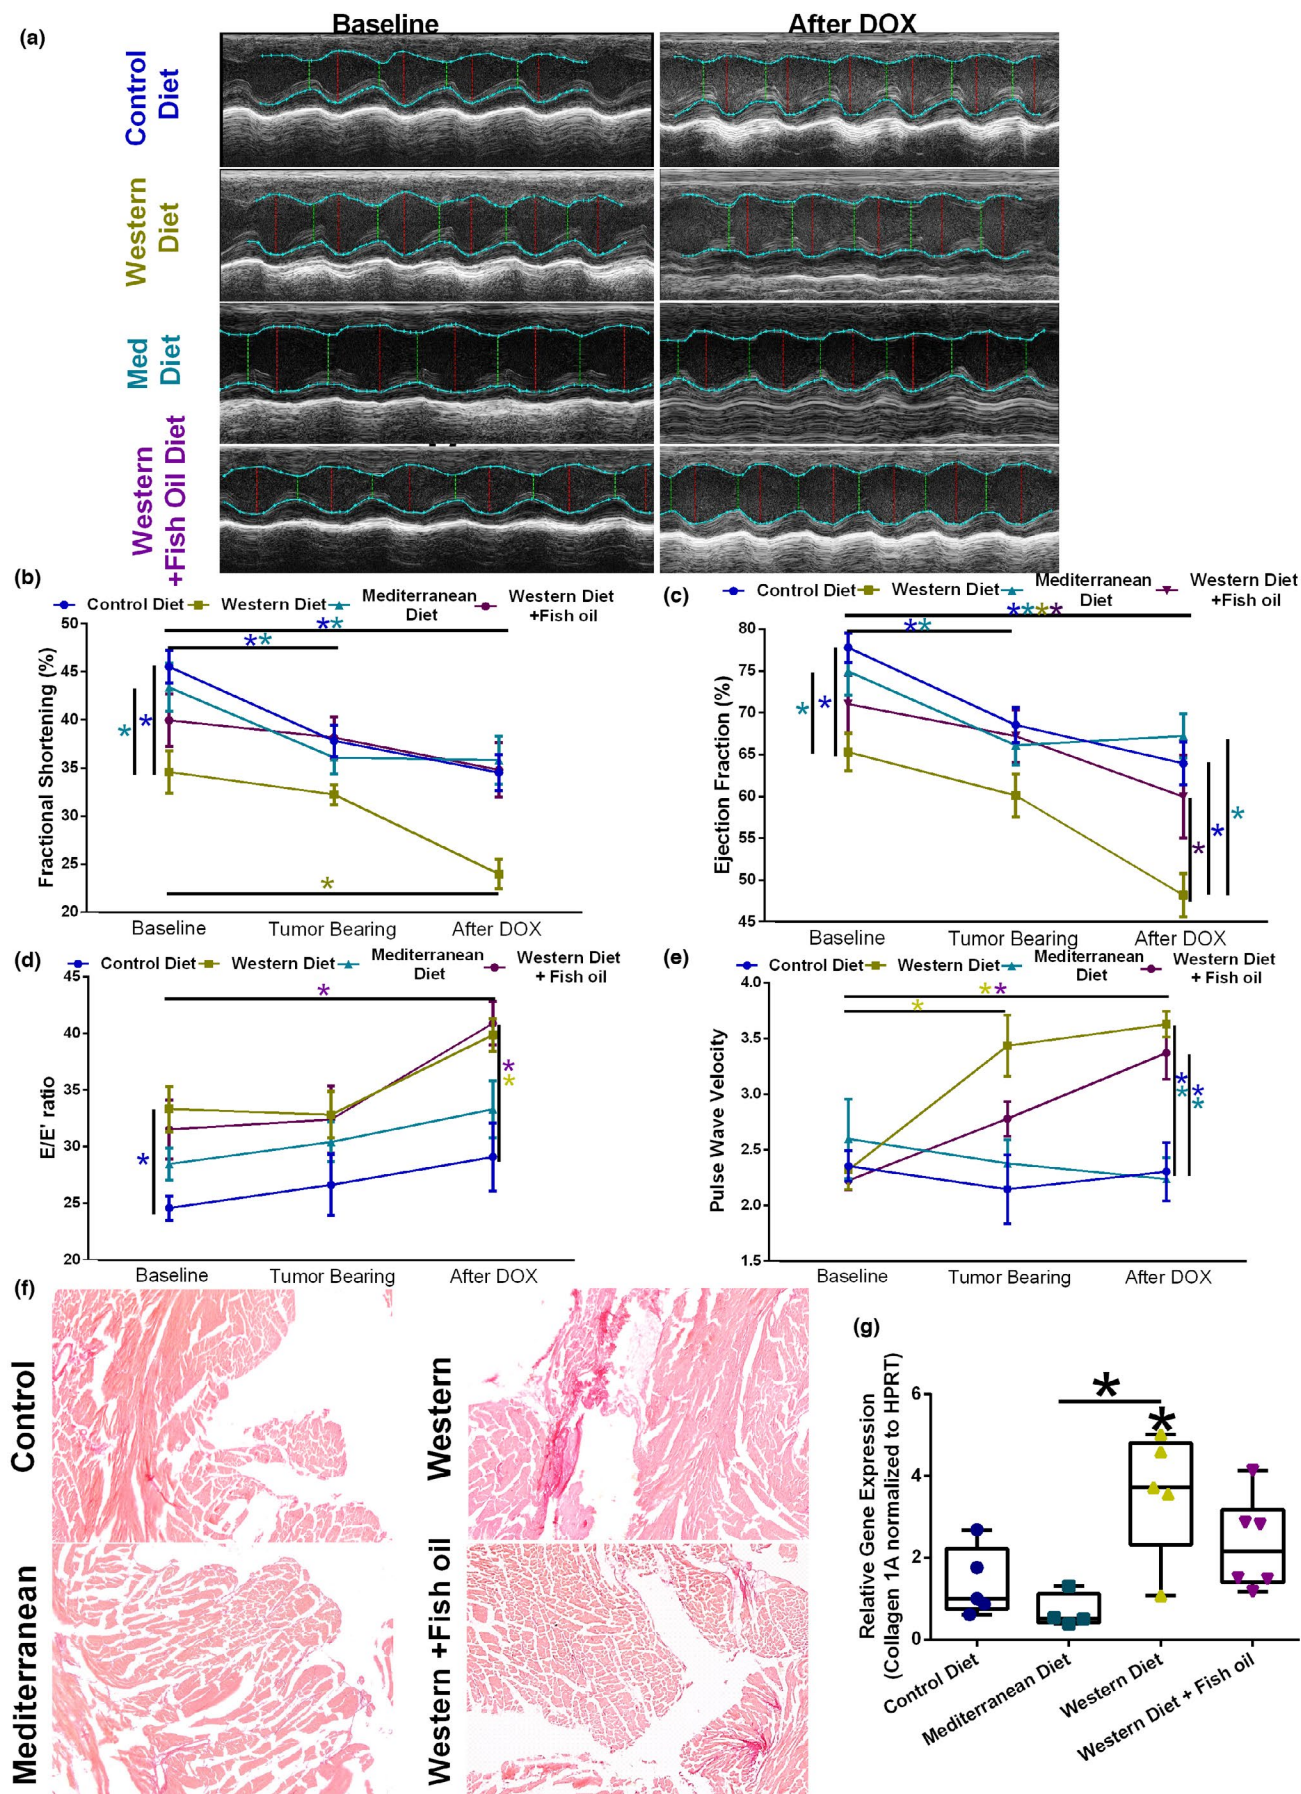 (a)
Baseline
After DOX
Control
Diet
Western
Diet
Med
Diet
Western
+Fish Oil Diet
(b)
Control Diet
Western Diet
Mediterranean
Diet
Western Diet
+Fish oil
Fractional Shortening (%)
50
45
40
35
30
25
20
**
**
*
*
*
Baseline
Tumor Bearing
After DOX
(c)
Control Diet
Western Diet
Mediterranean
Diet
Western Diet
+Fish oil
Ejection Fraction (%)
80
75
70
65
60
55
50
45
****
**
*
*
*
*
*
Baseline
Tumor Bearing
After DOX
(d)
Control Diet
Western Diet
Mediterranean
Diet
Western Diet
+ Fish oil
E/E' ratio
45
40
35
30
25
20
*
*
*
*
Baseline
Tumor Bearing
After DOX
(e)
Control Diet
Western Diet
Mediterranean
Diet
Western Diet
+ Fish oil
Pulse Wave Velocity
4.0
3.5
3.0
2.5
2.0
1.5
**
*
*
*
*
*
Baseline
Tumor Bearing
After DOX
(f)
Control
Western
Mediterranean
Western +Fish oil
(g)
Relative Gene Expression
(Collagen 1A normalized to HPRT)
6
4
2
0
*
*
Control Diet
Mediterranean Diet
Western Diet
Western Diet + Fish oil